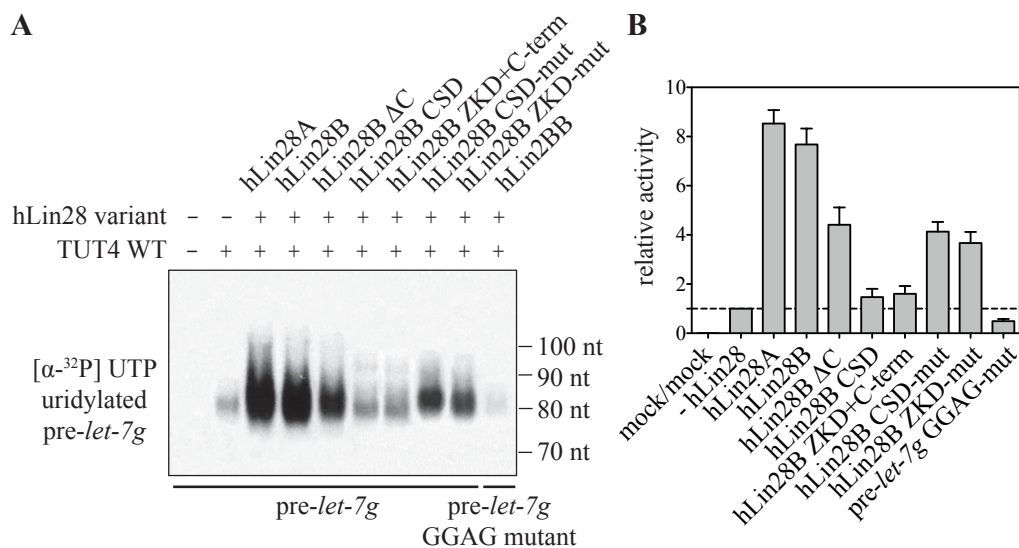 A
hLin28A
hLin28B
hLin28B ΔC
hLin28B CSD
hLin28B ZKD+C-term
hLin28B CSD-mut
hLin28B ZKD-mut
hLin2BB
hLin28 variant – – + + + + + + + +
TUT4 WT – + + + + + + + + +
[α-³²P] UTP
uridylated
pre-let-7g
100 nt
90 nt
80 nt
70 nt
pre-let-7g
pre-let-7g
GGAG mutant
B
relative activity
10
8
6
4
2
0
mock/mock
- hLin28
hLin28A
hLin28B
hLin28B ΔC
hLin28B CSD
hLin28B ZKD+C-term
hLin28B CSD-mut
hLin28B ZKD-mut
pre-let-7g GGAG-mut